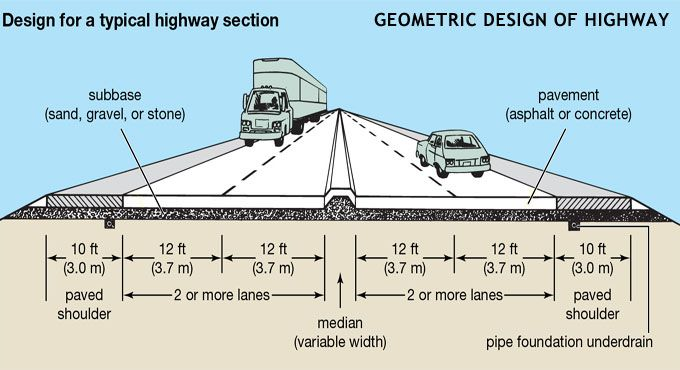 Design for a typical highway section
GEOMETRIC DESIGN OF HIGHWAY
subbase
(sand, gravel, or stone)
pavement
(asphalt or concrete)
10 ft
(3.0 m)
12 ft
(3.7 m)
12 ft
(3.7 m)
12 ft
(3.7 m)
12 ft
(3.7 m)
10 ft
(3.0 m)
paved
shoulder
2 or more lanes
median
(variable width)
2 or more lanes
paved
shoulder
pipe foundation underdrain